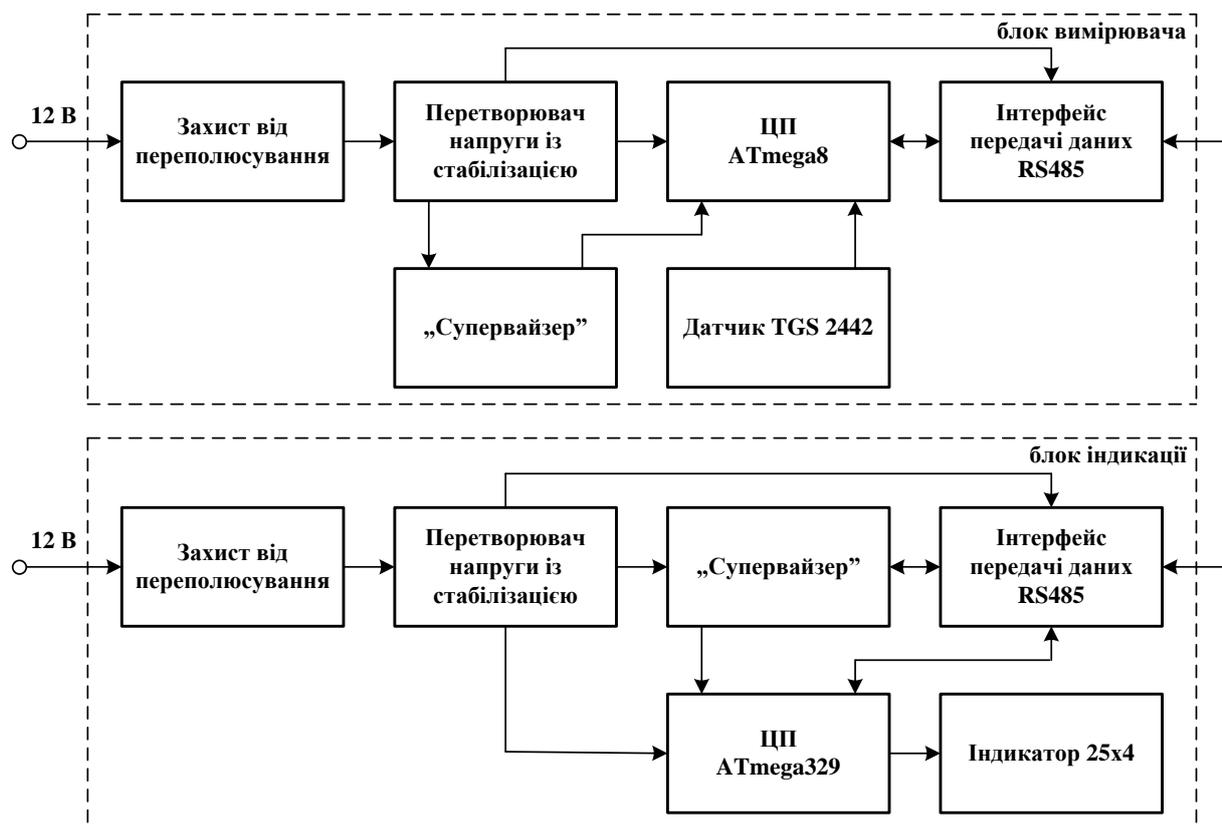 блок вимірювача
12 В
Захист від
переполюсування
Перетворювач
напруги із
стабілізацією
ЦП
ATmega8
Інтерфейс
передачі даних
RS485
„Супервайзер”
Датчик TGS 2442
блок індикації
12 В
Захист від
переполюсування
Перетворювач
напруги із
стабілізацією
„Супервайзер”
Інтерфейс
передачі даних
RS485
ЦП
ATmega329
Індикатор 25x4